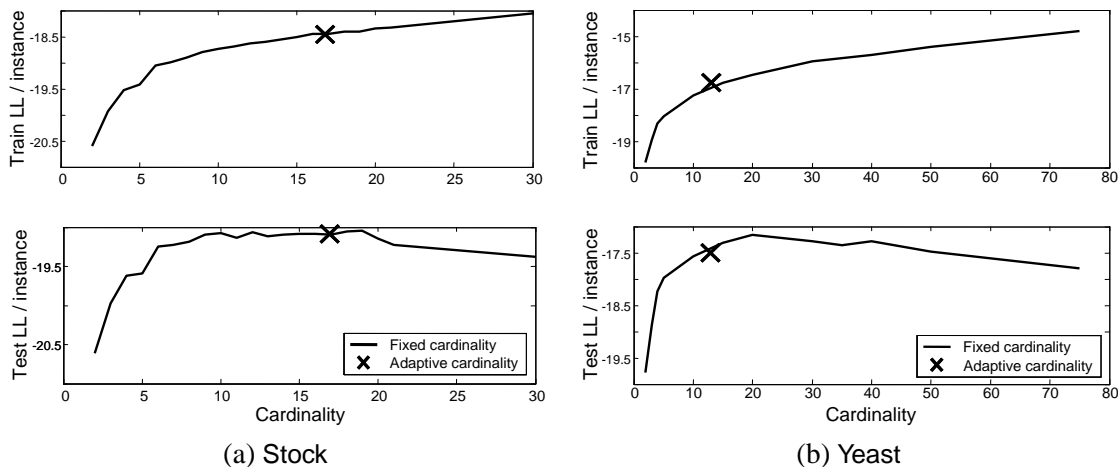 Train LL / instance
-18.5
-19.5
-20.5
0 5 10 15 20 25 30
Test LL / instance
-19.5
-20.5
Fixed cardinality
Adaptive cardinality
0 5 10 15 20 25 30
Cardinality
(a) Stock
Train LL / instance
-15
-17
-19
0 10 20 30 40 50 60 70 80
Test LL / instance
-17.5
-18.5
-19.5
Fixed cardinality
Adaptive cardinality
0 10 20 30 40 50 60 70 80
Cardinality
(b) Yeast